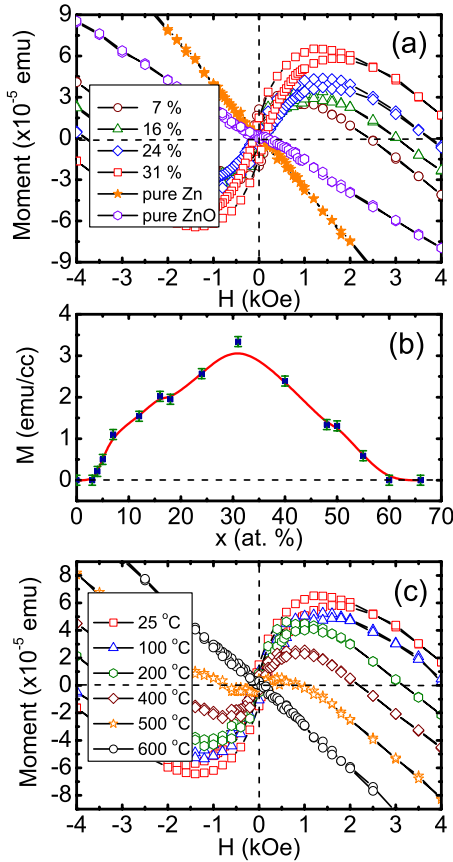 9
6
3
0
-3
-6
-9
Moment (x10⁻⁵ emu)
(a)
7 %
16 %
24 %
31 %
pure Zn
pure ZnO
-4 -3 -2 -1 0 1 2 3 4
H (kOe)
4
3
2
1
0
M (emu/cc)
(b)
0 10 20 30 40 50 60 70
x (at. %)
8
6
4
2
0
-2
-4
-6
-8
Moment (x10⁻⁵ emu)
(c)
25 °C
100 °C
200 °C
400 °C
500 °C
600 °C
-4 -3 -2 -1 0 1 2 3 4
H (kOe)